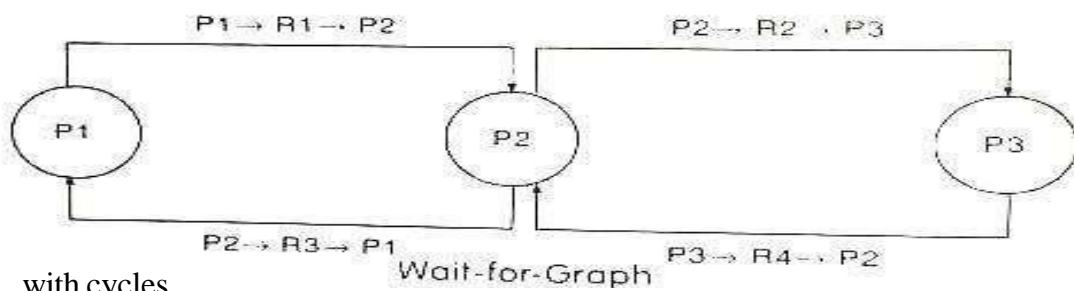 P1 → R1 → P2
P2 → R2 → P3
P1
P2
P3
P2 → R3 → P1
P3 → R4 → P2
Wait-for-Graph
with cycles